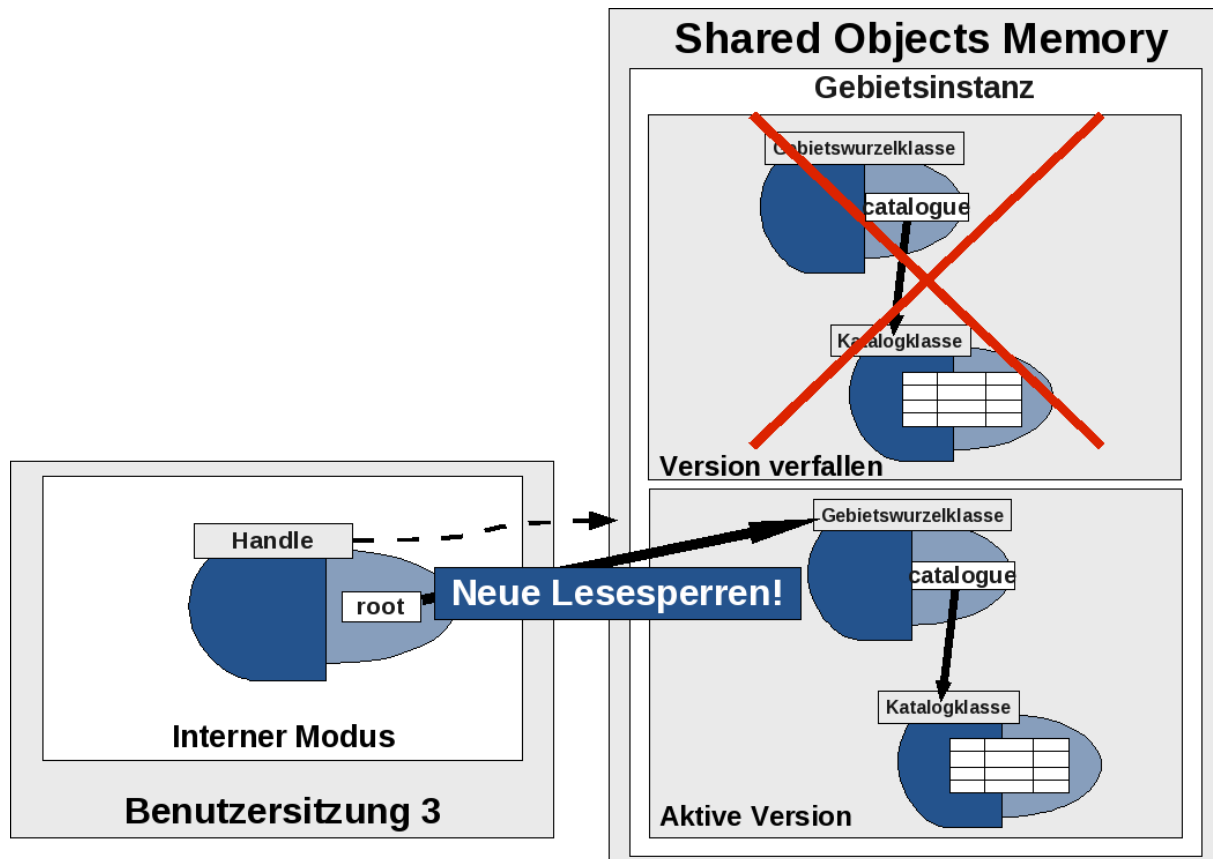 Shared Objects Memory
Gebietsinstanz
Gebietswurzelklasse
catalogue
Katalogklasse
Version verfallen
Gebietswurzelklasse
catalogue
Katalogklasse
Aktive Version
Handle
root
Neue Lesesperren!
Interner Modus
Benutzersitzung 3